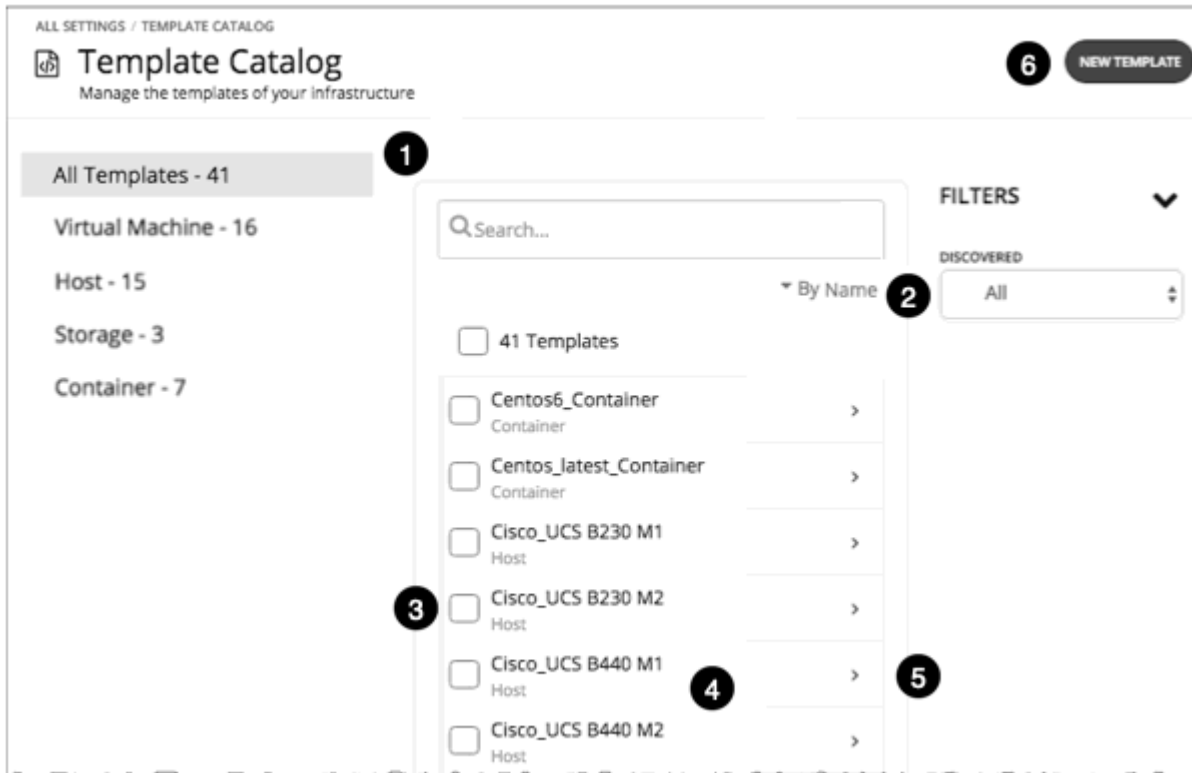 ALL SETTINGS / TEMPLATE CATALOG
Template Catalog
Manage the templates of your infrastructure
6
NEW TEMPLATE
1
All Templates - 41
Virtual Machine - 16
Host - 15
Storage - 3
Container - 7
Search...
By Name
2
41 Templates
Centos6_Container
Container
Centos_latest_Container
Container
Cisco_UCS B230 M1
Host
3
Cisco_UCS B230 M2
Host
Cisco_UCS B440 M1
Host
4
5
Cisco_UCS B440 M2
Host
FILTERS
DISCOVERED
All